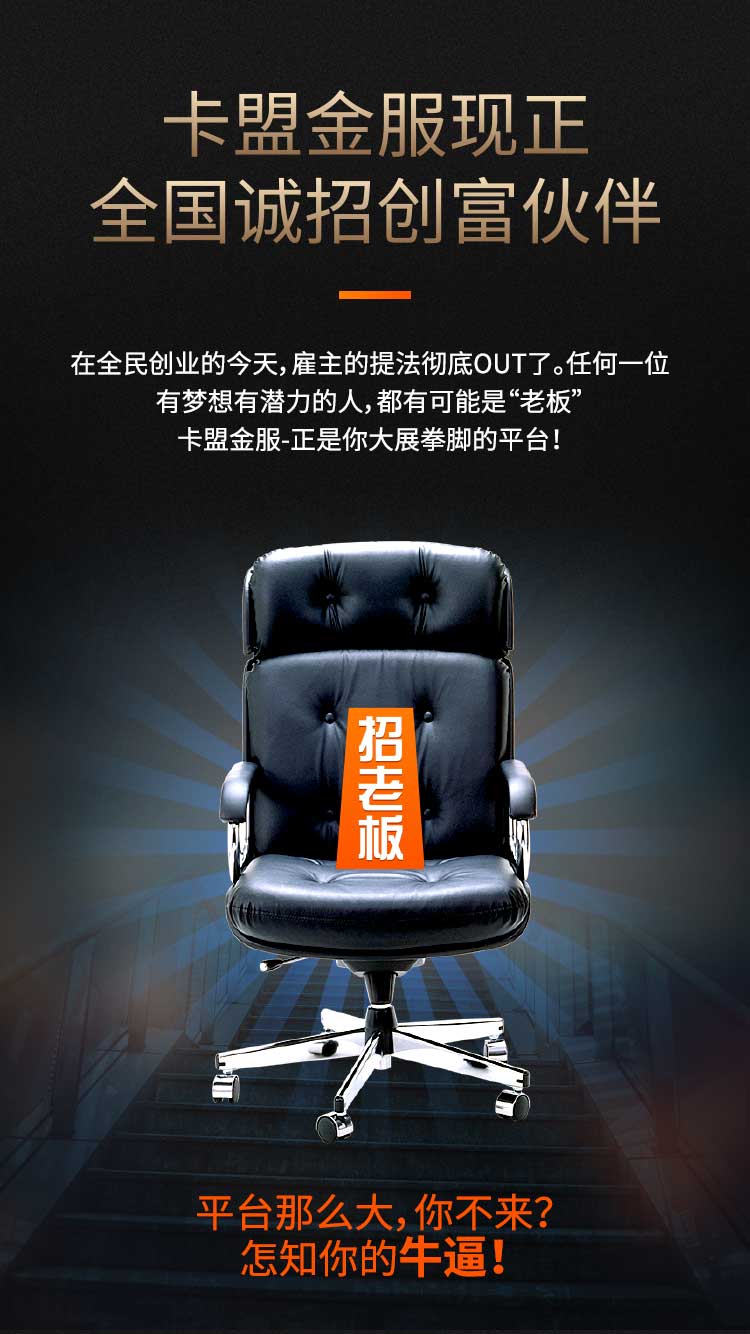 卡盟金服现正
全国诚招创富伙伴
在全民创业的今天，雇主的提法彻底OUT了。任何一位
有梦想有潜力的人，都有可能是“老板”
卡盟金服-正是你大展拳脚的平台！
招老板
平台那么大，你不来？
怎知你的牛逼！